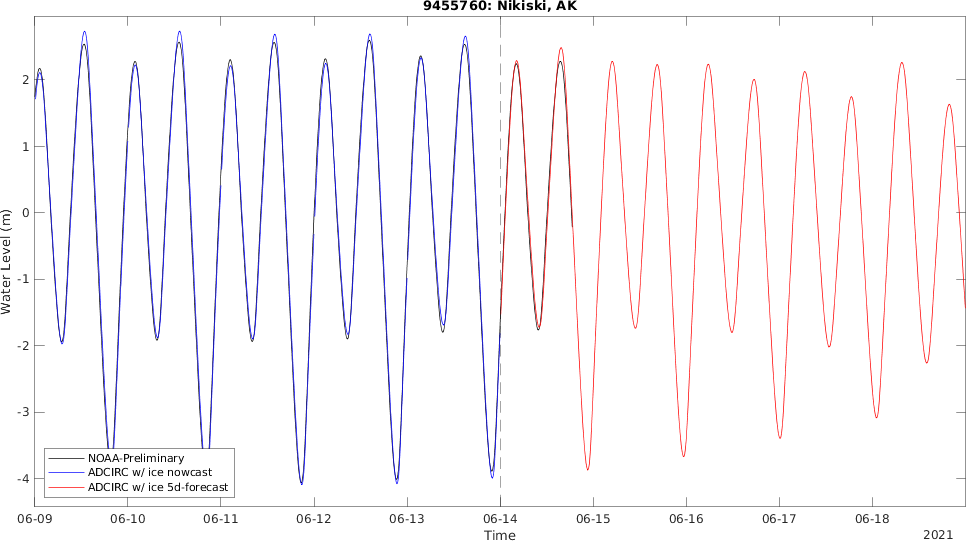 9455760: Nikiski, AK
Water Level (m)
2
1
0
-1
-2
-3
-4
NOAA-Preliminary
ADCIRC w/ ice nowcast
ADCIRC w/ ice 5d-forecast
06-09 06-10 06-11 06-12 06-13 06-14 06-15 06-16 06-17 06-18
Time
2021